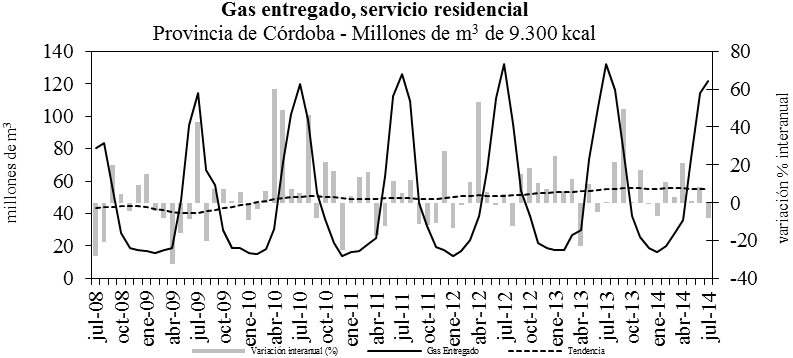 Gas entregado, servicio residencial
Provincia de Córdoba - Millones de m³ de 9.300 kcal
140
120
100
80
60
40
20
0
millones de m³
80
60
40
20
0
-20
-40
variación % interanual
jul-08
oct-08
ene-09
abr-09
jul-09
oct-09
ene-10
abr-10
jul-10
oct-10
ene-11
abr-11
jul-11
oct-11
ene-12
abr-12
jul-12
oct-12
ene-13
abr-13
jul-13
oct-13
ene-14
abr-14
jul-14
Variación interanual (%)
Gas Entregado
Tendencia